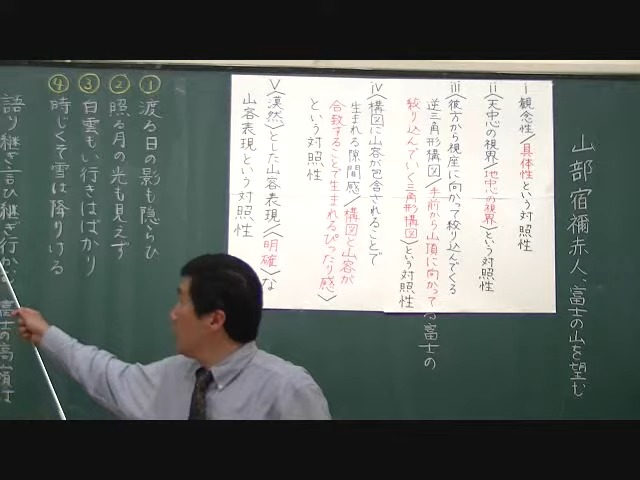 山部宿禰赤人、富士の山を望む
i 観念性/具体性という対照性
ii 〈天中心の視界/地中心の視界〉という対照性
iii 〈彼方から視座に向かって絞り込んでくる
逆三角形構図/手前から山頂に向かって
絞り込んでいく三角形構図〉という対照性
iv 〈構図に山容が包含されることで
生まれる隙間感/構図と山容が
合致することで生まれるぴったり感〉
という対照性
V 〈漠然〉とした山容表現/〈明確〉な
山容表現という対照性
る富士の
① 渡る日の影も隠らひ
② 照る月の光も見えず
③ 白雲もい行きはばかり
④ 時じくそ雪は降りける
語り継ぎ言ひ継ぎ行かむ 富士の高嶺は